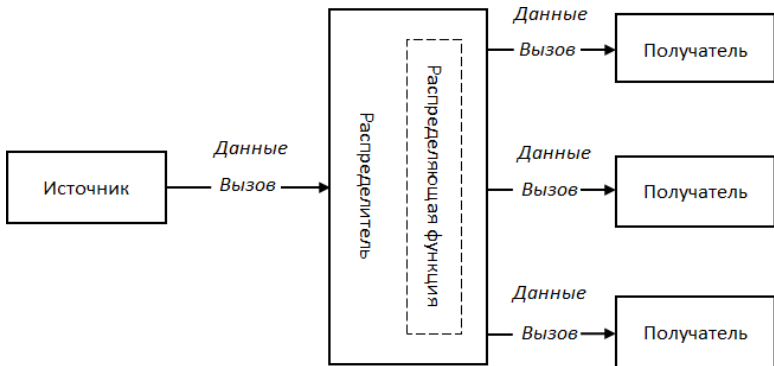 Источник
Данные
Вызов
Распределитель
Распределяющая функция
Данные
Вызов
Получатель
Данные
Вызов
Получатель
Данные
Вызов
Получатель